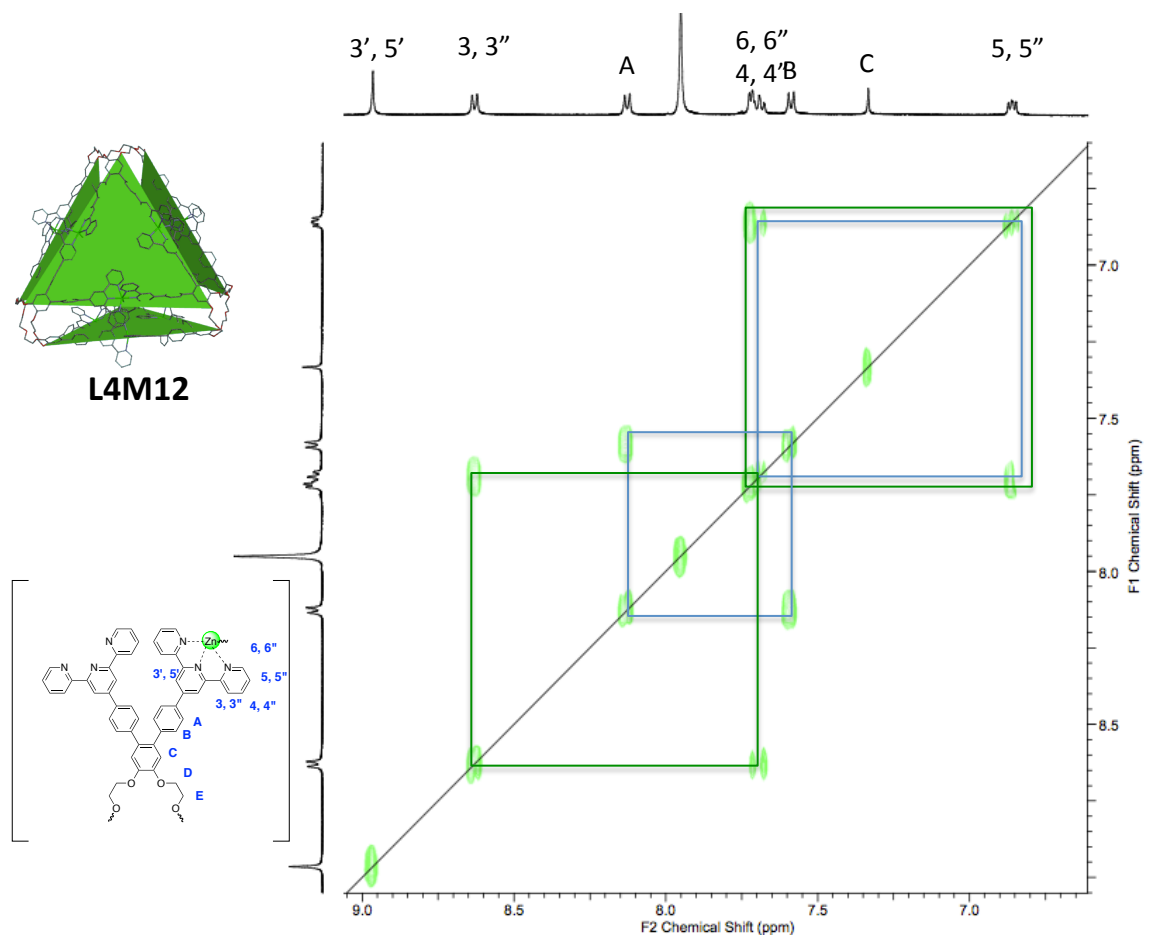 3’, 5’
3, 3”
A
6, 6”
4, 4’
B
C
5, 5”
L4M12
N
N
N
N
N
N
Zn
6, 6"
3', 5'
5, 5"
3, 3"
4, 4"
A
B
C
D
E
O
O
O
O
7.0
7.5
8.0
8.5
F1 Chemical Shift (ppm)
9.0
8.5
8.0
7.5
7.0
F2 Chemical Shift (ppm)